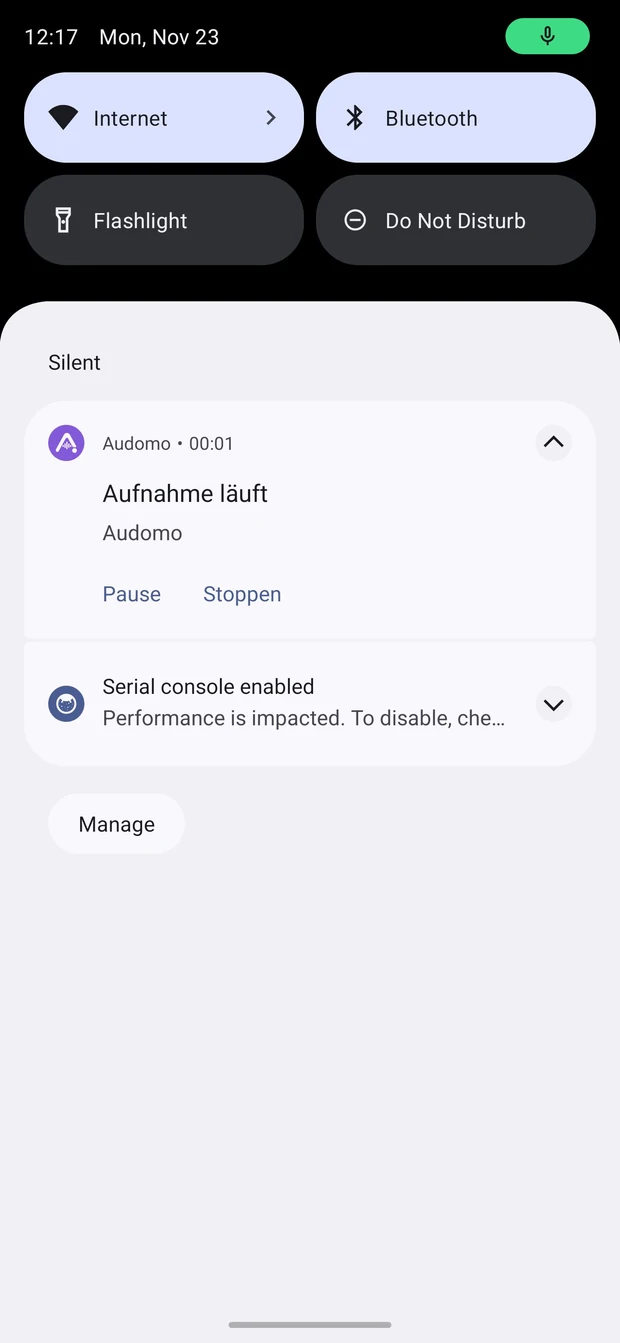 12:17 Mon, Nov 23
Internet
Bluetooth
Flashlight
Do Not Disturb
Silent
Audomo • 00:01
Aufnahme läuft
Audomo
Pause Stoppen
Serial console enabled
Performance is impacted. To disable, che…
Manage